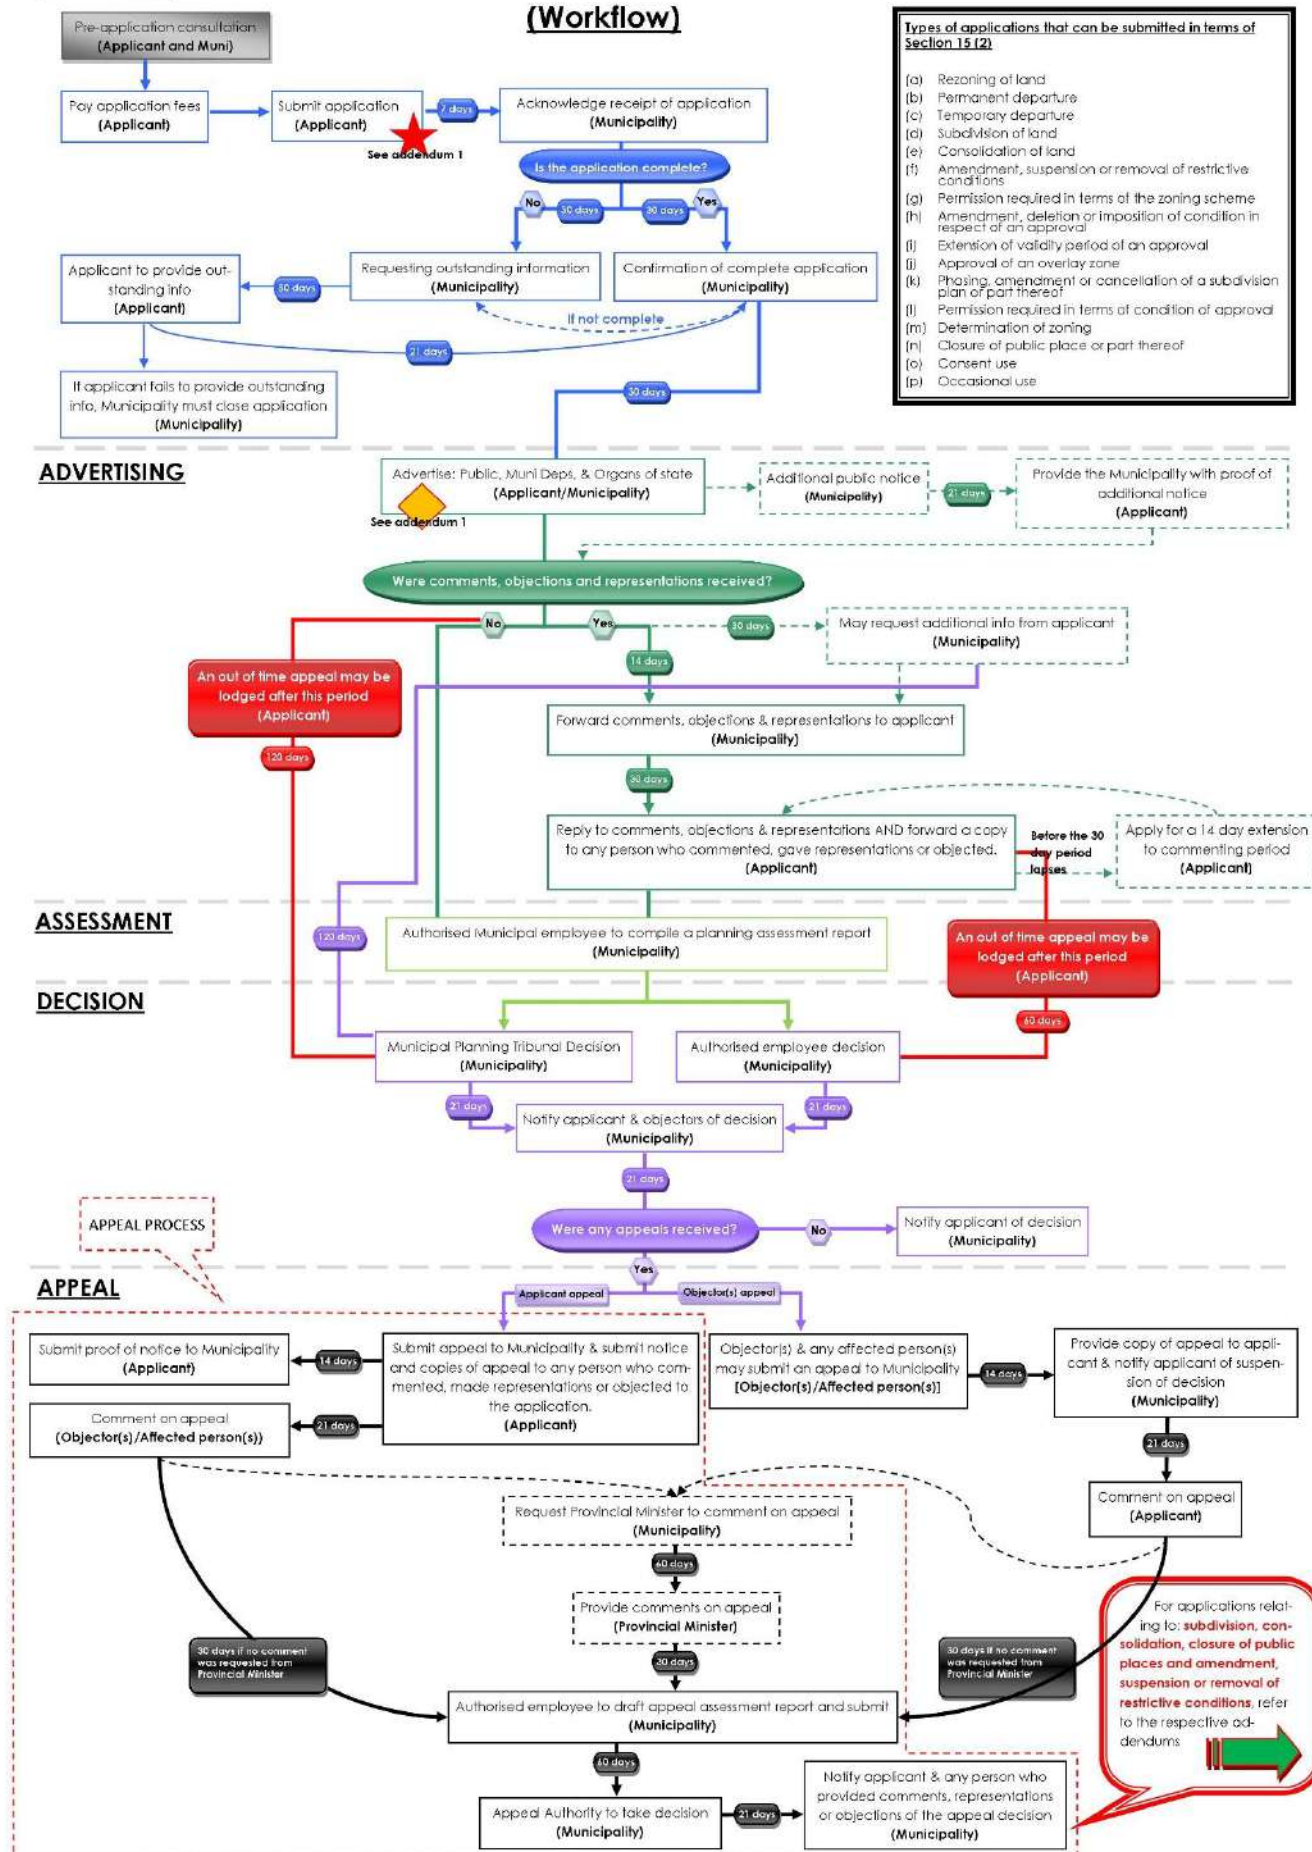 (Workflow)
Pre-application consultation
(Applicant and Muni)
Pay application fees
(Applicant)
Submit application
(Applicant)
See addendum 1
7 days
Acknowledge receipt of application
(Municipality)
Is the application complete?
No
30 days
Yes
Requesting outstanding information
(Municipality)
Confirmation of complete application
(Municipality)
If not complete
Applicant to provide out-
standing info
(Applicant)
21 days
If applicant fails to provide outstanding
info, Municipality must close application
(Municipality)
Types of applications that can be submitted in terms of
Section 15 (2)
(a) Rezoning of land
(b) Permanent departure
(c) Temporary departure
(d) Subdivision of land
(e) Consolidation of land
(f) Amendment, suspension or removal of restrictive
conditions
(g) Permission required in terms of the zoning scheme
(h) Amendment, deletion or imposition of condition in
respect of an approval
(i) Extension of validity period of an approval
(j) Approval of an overlay zone
(k) Phasing, amendment or cancellation of a subdivision
plan or part thereof
(l) Permission required in terms of condition of approval
(m) Determination of zoning
(n) Closure of public place or part thereof
(o) Consent use
(p) Occasional use
ADVERTISING
Advertise: Public, Muni Deps, & Organs of state
(Applicant/Municipality)
See addendum 1
Additional public notice
(Municipality)
21 days
Provide the Municipality with proof of
additional notice
(Applicant)
Were comments, objections and representations received?
No
Yes
30 days
May request additional info from applicant
(Municipality)
14 days
An out of time appeal may be
lodged after this period
(Applicant)
120 days
Forward comments, objections & representations to applicant
(Municipality)
30 days
Reply to comments, objections & representations AND forward a copy
to any person who commented, gave representations or objected.
(Applicant)
Before the 30
day period
lapses
Apply for a 14 day extension
to commenting period
(Applicant)
ASSESSMENT
120 days
Authorised Municipal employee to compile a planning assessment report
(Municipality)
An out of time appeal may be
lodged after this period
(Applicant)
60 days
DECISION
Municipal Planning Tribunal Decision
(Municipality)
Authorised employee decision
(Municipality)
21 days
21 days
Notify applicant & objectors of decision
(Municipality)
21 days
Were any appeals received?
No
Notify applicant of decision
(Municipality)
Yes
APPEAL PROCESS
APPEAL
Applicant appeal
Objector(s) appeal
Submit proof of notice to Municipality
(Applicant)
14 days
Submit appeal to Municipality & submit notice
and copies of appeal to any person who com-
mented, made representations or objected to
the application.
(Applicant)
Comment on appeal
(Objector(s)/Affected person(s))
21 days
Objector(s) & any affected person(s)
may submit an appeal to Municipality
[Objector(s)/Affected person(s)]
14 days
Provide copy of appeal to appli-
cant & notify applicant of suspen-
sion of decision
(Municipality)
21 days
Comment on appeal
(Applicant)
Request Provincial Minister to comment on appeal
(Municipality)
60 days
Provide comments on appeal
(Provincial Minister)
30 days
30 days if no comment
was requested from
Provincial Minister
30 days if no comment
was requested from
Provincial Minister
Authorised employee to draft appeal assessment report and submit
(Municipality)
60 days
Appeal Authority to take decision
(Municipality)
21 days
Notify applicant & any person who
provided comments, representations
or objections of the appeal decision
(Municipality)
For applications relat-
ing to: subdivision, con-
solidation, closure of public
places and amendment,
suspension or removal of
restrictive conditions, refer
to the respective ad-
dendums